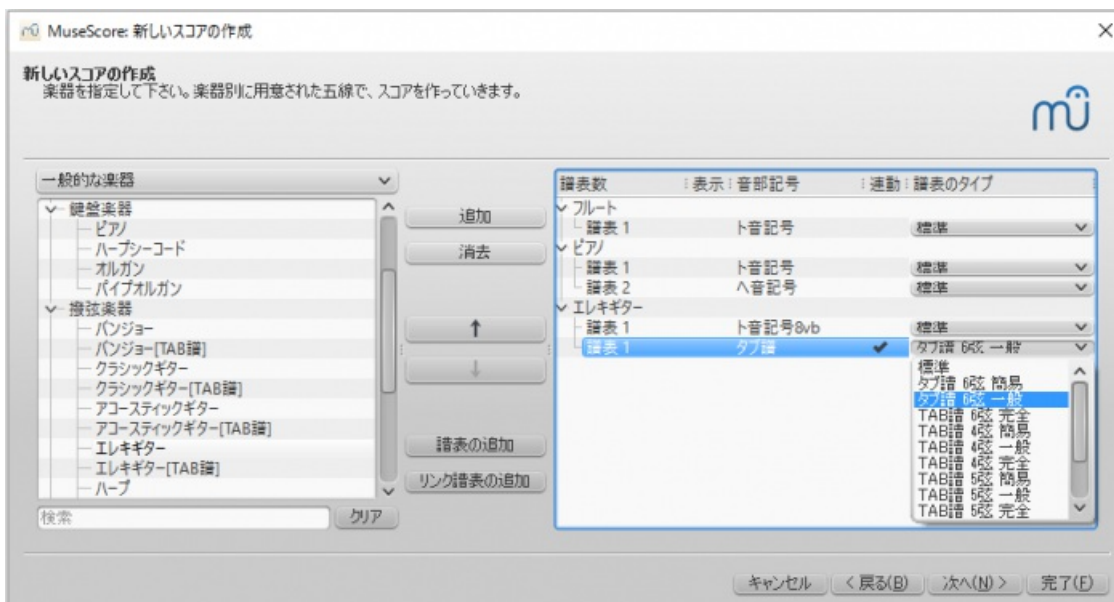 MuseScore: 新しいスコアの作成
新しいスコアの作成
楽器を指定して下さい。楽器別に用意された五線で、スコアを作っていきます。
mu
一般的な楽器
鍵盤楽器
ピアノ
ハープシーコード
オルガン
パイプオルガン
撥弦楽器
バンジョー
バンジョー[TAB譜]
クラシックギター
クラシックギター[TAB譜]
アコースティックギター
アコースティックギター[TAB譜]
エレキギター
エレキギター[TAB譜]
ハープ
検索
クリア
追加
消去
↑
↓
譜表の追加
リンク譜表の追加
譜表数 表示 音部記号 連動 譜表のタイプ
フルート
譜表 1 ト音記号 標準
ピアノ
譜表 1 ト音記号 標準
譜表 2 ヘ音記号 標準
エレキギター
譜表 1 ト音記号8vb 標準
譜表 1 タブ譜 ✔ タブ譜 6弦 一般
標準
タブ譜 6弦 簡易
タブ譜 6弦 一般
TAB譜 6弦 完全
TAB譜 4弦 簡易
TAB譜 4弦 一般
TAB譜 4弦 完全
TAB譜 5弦 簡易
TAB譜 5弦 一般
TAB譜 5弦 完全
キャンセル
< 戻る(B)
次へ(N) >
完了(F)